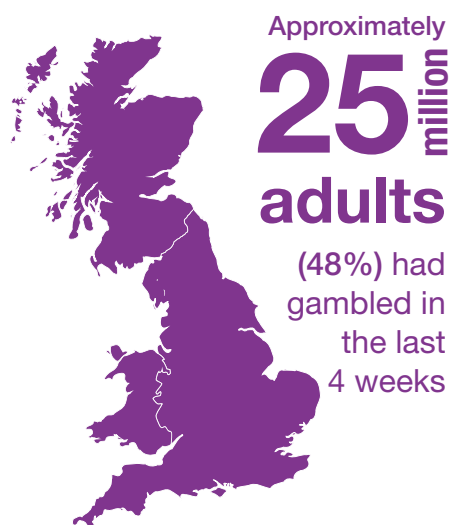 Approximately
25 million
adults
(48%) had
gambled in
the last
4 weeks